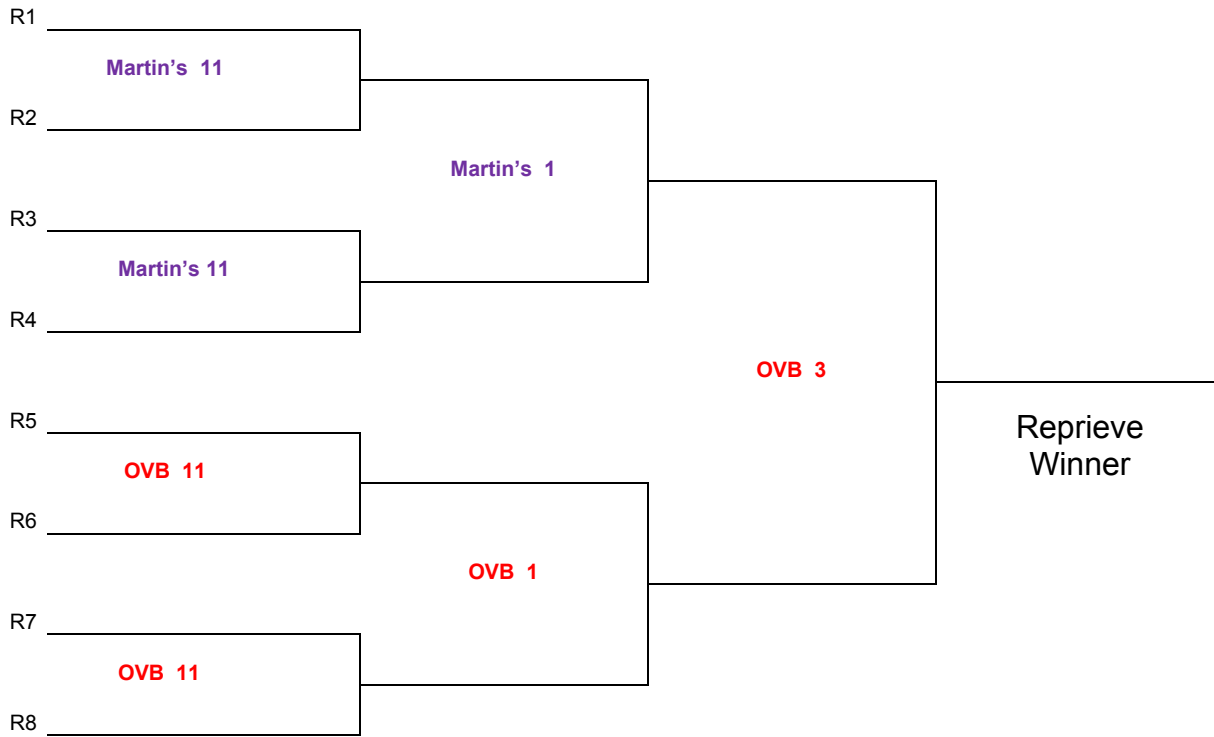 R1
Martin’s 11
R2
Martin’s 1
R3
Martin’s 11
R4
OVB 3
R5
Reprieve
Winner
OVB 11
R6
OVB 1
R7
OVB 11
R8